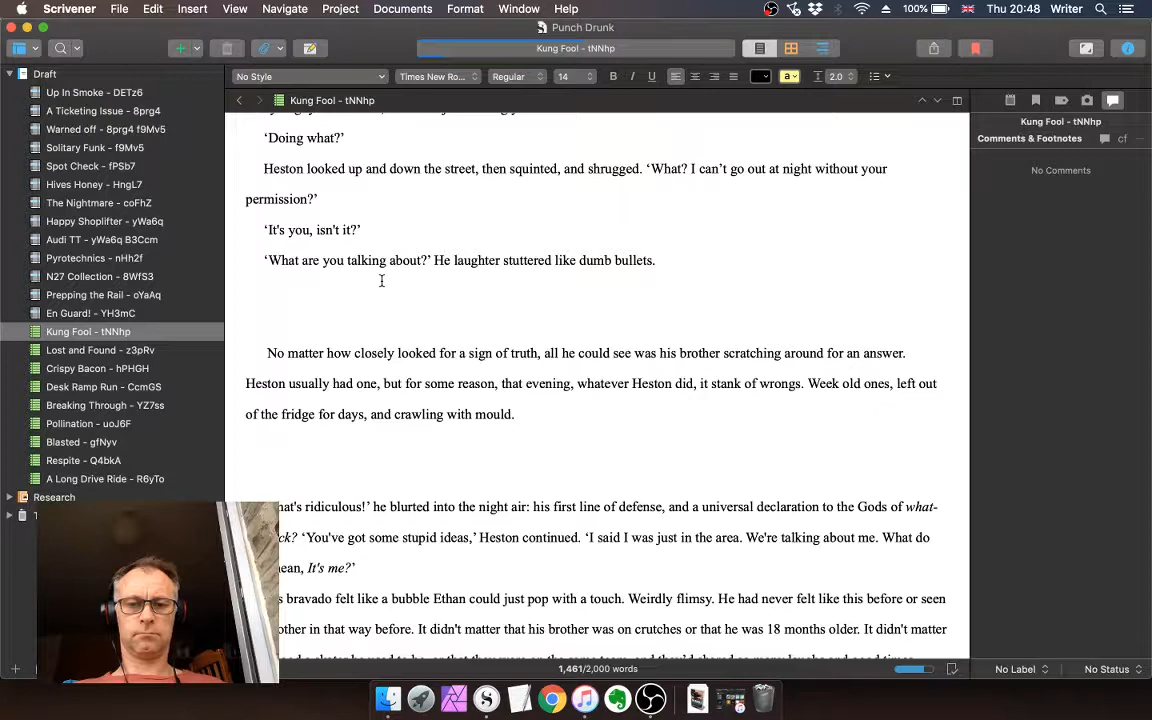 Scrivener File Edit Insert View Navigate Project Documents Format Window Help 100% Thu 20:48 Writer
Punch Drunk
Kung Fool - tNNhp
No Style Times New Ro... Regular 14 B I U a 2.0
Draft
Up In Smoke - DETz6
A Ticketing Issue - 8prg4
Warned off - 8prg4 f9Mv5
Solitary Funk - f9Mv5
Spot Check - fPSb7
Hives Honey - HngL7
The Nightmare - coFhZ
Happy Shoplifter - yWa6q
Audi TT - yWa6q B3Ccm
Pyrotechnics - nHh2f
N27 Collection - 8WfS3
Prepping the Rail - oYaAq
En Guard! - YH3mC
Kung Fool - tNNhp
Lost and Found - z3pRv
Crispy Bacon - hPHGH
Desk Ramp Run - CcmGS
Breaking Through - YZ7ss
Pollination - uoJ6F
Blasted - gfNyv
Respite - Q4bkA
A Long Drive Ride - R6yTo
Research
Kung Fool - tNNhp
‘Doing what?’
Heston looked up and down the street, then squinted, and shrugged. ‘What? I can’t go out at night without your
permission?’
‘It's you, isn't it?’
‘What are you talking about?’ He laughter stuttered like dumb bullets.
No matter how closely looked for a sign of truth, all he could see was his brother scratching around for an answer.
Heston usually had one, but for some reason, that evening, whatever Heston did, it stank of wrongs. Week old ones, left out
of the fridge for days, and crawling with mould.
ridiculous!’ he blurted into the night air: his first line of defense, and a universal declaration to the Gods of what-
‘You've got some stupid ideas,’ Heston continued. ‘I said I was just in the area. We're talking about me. What do
It's me?’
bravado felt like a bubble Ethan could just pop with a touch. Weirdly flimsy. He had never felt like this before or seen
in that way before. It didn't matter that his brother was on crutches or that he was 18 months older. It didn't matter
1,461/2,000 words
Kung Fool - tNNhp
Comments & Footnotes cf
No Comments
No Label No Status